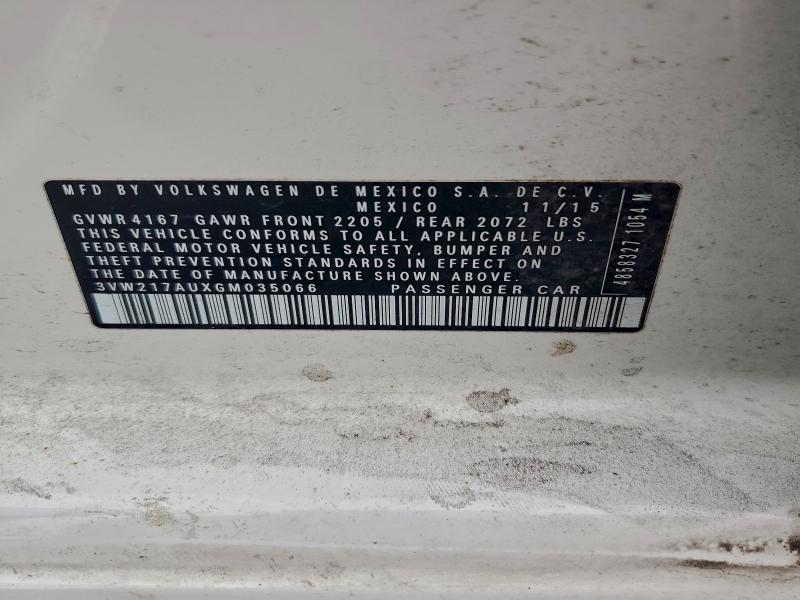 MFD BY VOLKSWAGEN DE MEXICO S.A. DE C.V.
MEXICO 11/15
GVWR 4167 GAWR FRONT 2205 / REAR 2072 LBS
THIS VEHICLE CONFORMS TO ALL APPLICABLE U.S.
FEDERAL MOTOR VEHICLE SAFETY, BUMPER AND
THEFT PREVENTION STANDARDS IN EFFECT ON
THE DATE OF MANUFACTURE SHOWN ABOVE.
3VW217AUXGM035066 PASSENGER CAR
4858327 1054 M